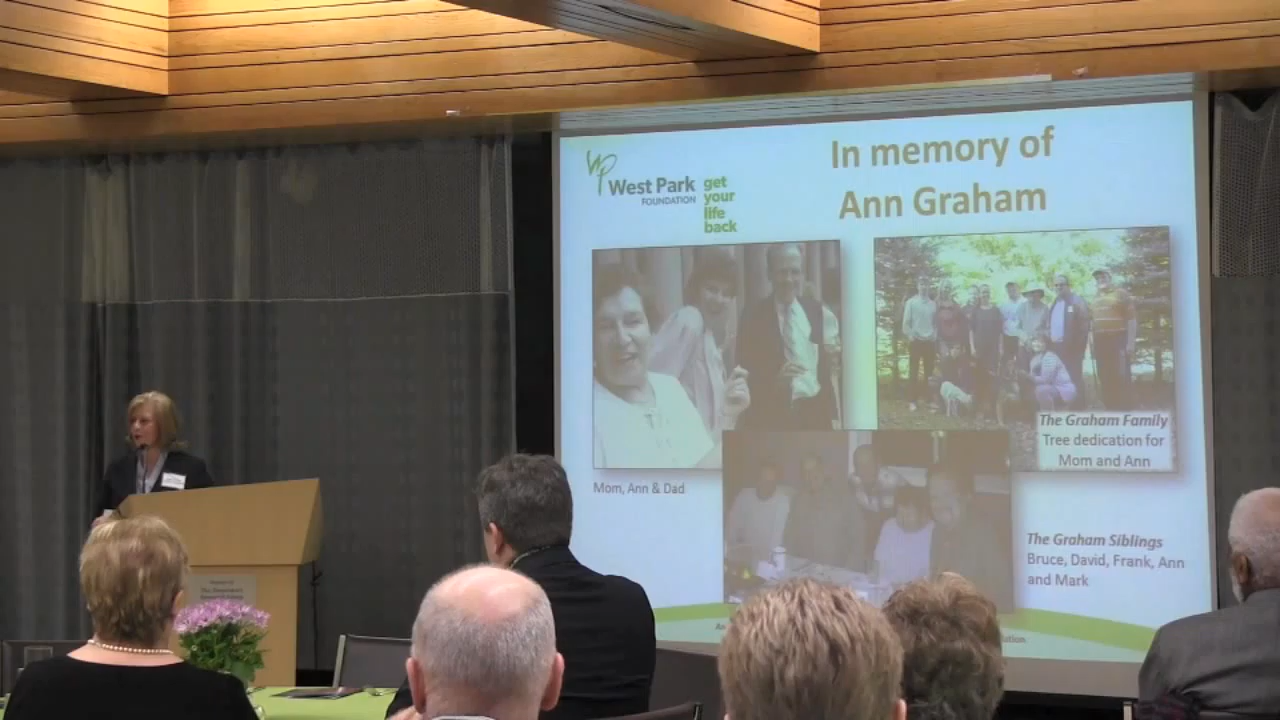 In memory of
Ann Graham
West Park
FOUNDATION
get
your
life
back
Mom, Ann & Dad
The Graham Family
Tree dedication for
Mom and Ann
The Graham Siblings
Bruce, David, Frank, Ann
and Mark